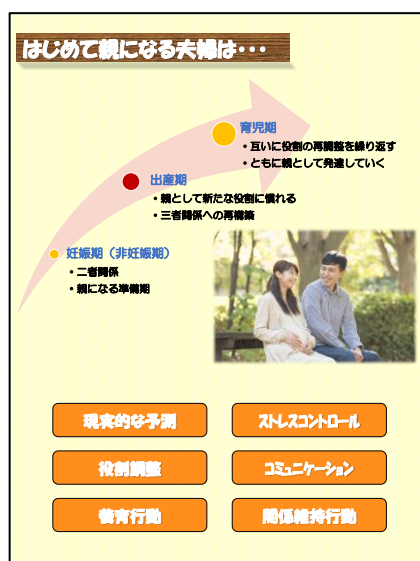 はじめて親になる夫婦は・・・
育児期
・互いに役割の再調整を繰り返す
・ともに親として発達していく
出産期
・親として新たな役割に慣れる
・三者関係への再構築
妊娠期（非妊娠期）
・二者関係
・親になる準備期
現実的な予測
ストレスコントロール
役割調整
コミュニケーション
養育行動
関係維持行動